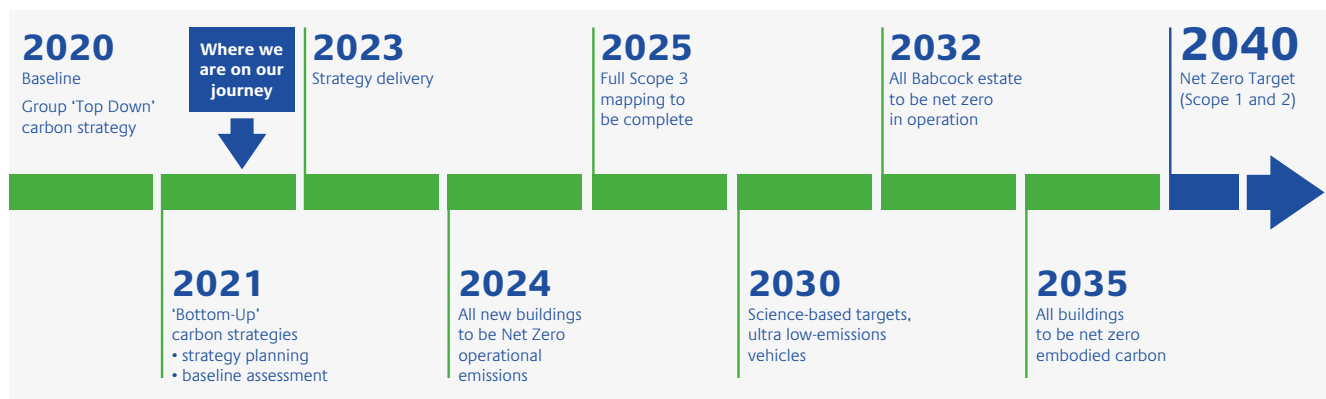 2020
Baseline
Group ‘Top Down’
carbon strategy
Where we
are on our
journey
2023
Strategy delivery
2025
Full Scope 3
mapping to
be complete
2032
All Babcock estate
to be net zero
in operation
2040
Net Zero Target
(Scope 1 and 2)
2021
‘Bottom-Up’
carbon strategies
• strategy planning
• baseline assessment
2024
All new buildings
to be Net Zero
operational
emissions
2030
Science-based targets,
ultra low-emissions
vehicles
2035
All buildings
to be net zero
embodied carbon